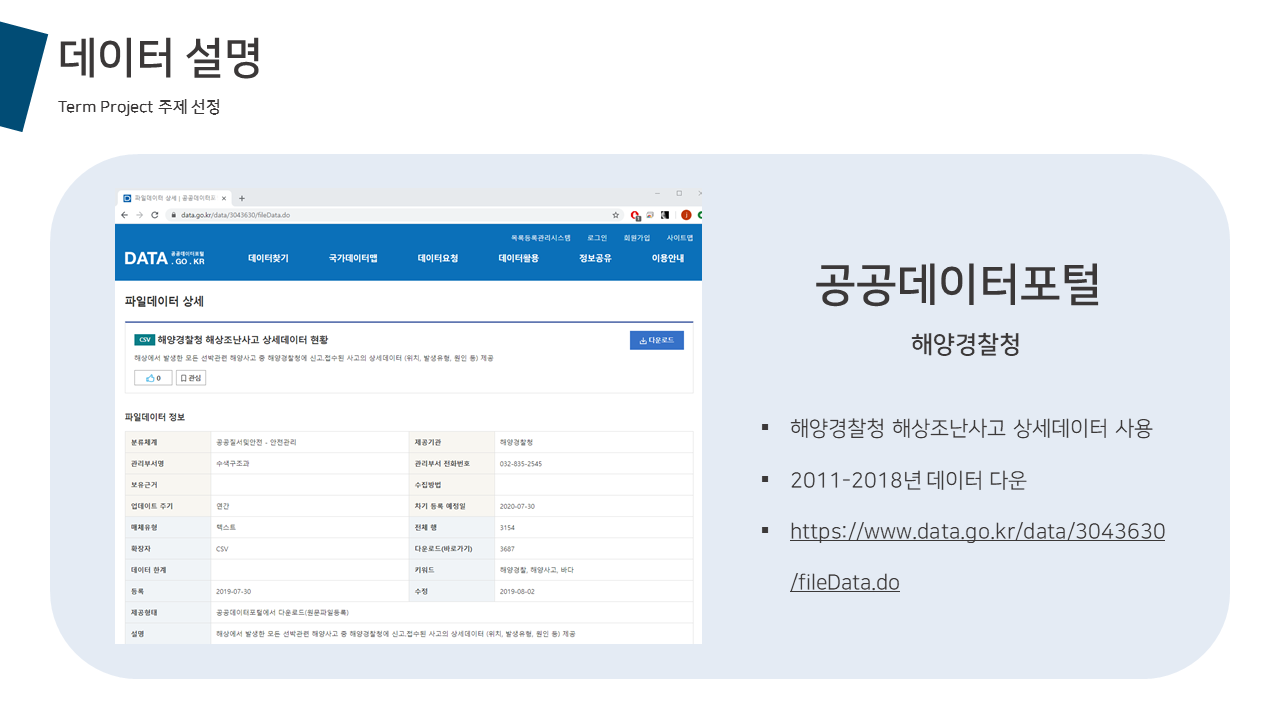 데이터 설명
Term Project 주제 선정
파일데이터 상세 | 공공데이터포
data.go.kr/data/3043630/fileData.do
목록등록관리시스템 로그인 회원가입 사이트맵
DATA 공공데이터포털 .GO.KR 데이터찾기 국가데이터맵 데이터요청 데이터활용 정보공유 이용안내
파일데이터 상세
CSV 해양경찰청 해상조난사고 상세데이터 현황
다운로드
해상에서 발생한 모든 선박관련 해양사고 중 해양경찰청에 신고,접수된 사고의 상세데이터 (위치, 발생유형, 원인 등) 제공
0 관심
파일데이터 정보
분류체계 공공질서및안전 - 안전관리 제공기관 해양경찰청
관리부서명 수색구조과 관리부서 전화번호 032-835-2545
보유근거 수집방법
업데이트 주기 연간 차기 등록 예정일 2020-07-30
매체유형 텍스트 전체 행 3154
확장자 CSV 다운로드(바로가기) 3687
데이터 한계 키워드 해양경찰, 해양사고, 바다
등록 2019-07-30 수정 2019-08-02
제공형태 공공데이터포털에서 다운로드(원문파일등록)
설명 해상에서 발생한 모든 선박관련 해양사고 중 해양경찰청에 신고,접수된 사고의 상세데이터 (위치, 발생유형, 원인 등) 제공
공공데이터포털
해양경찰청
▪ 해양경찰청 해상조난사고 상세데이터 사용
▪ 2011-2018년 데이터 다운
▪ https://www.data.go.kr/data/3043630
/fileData.do